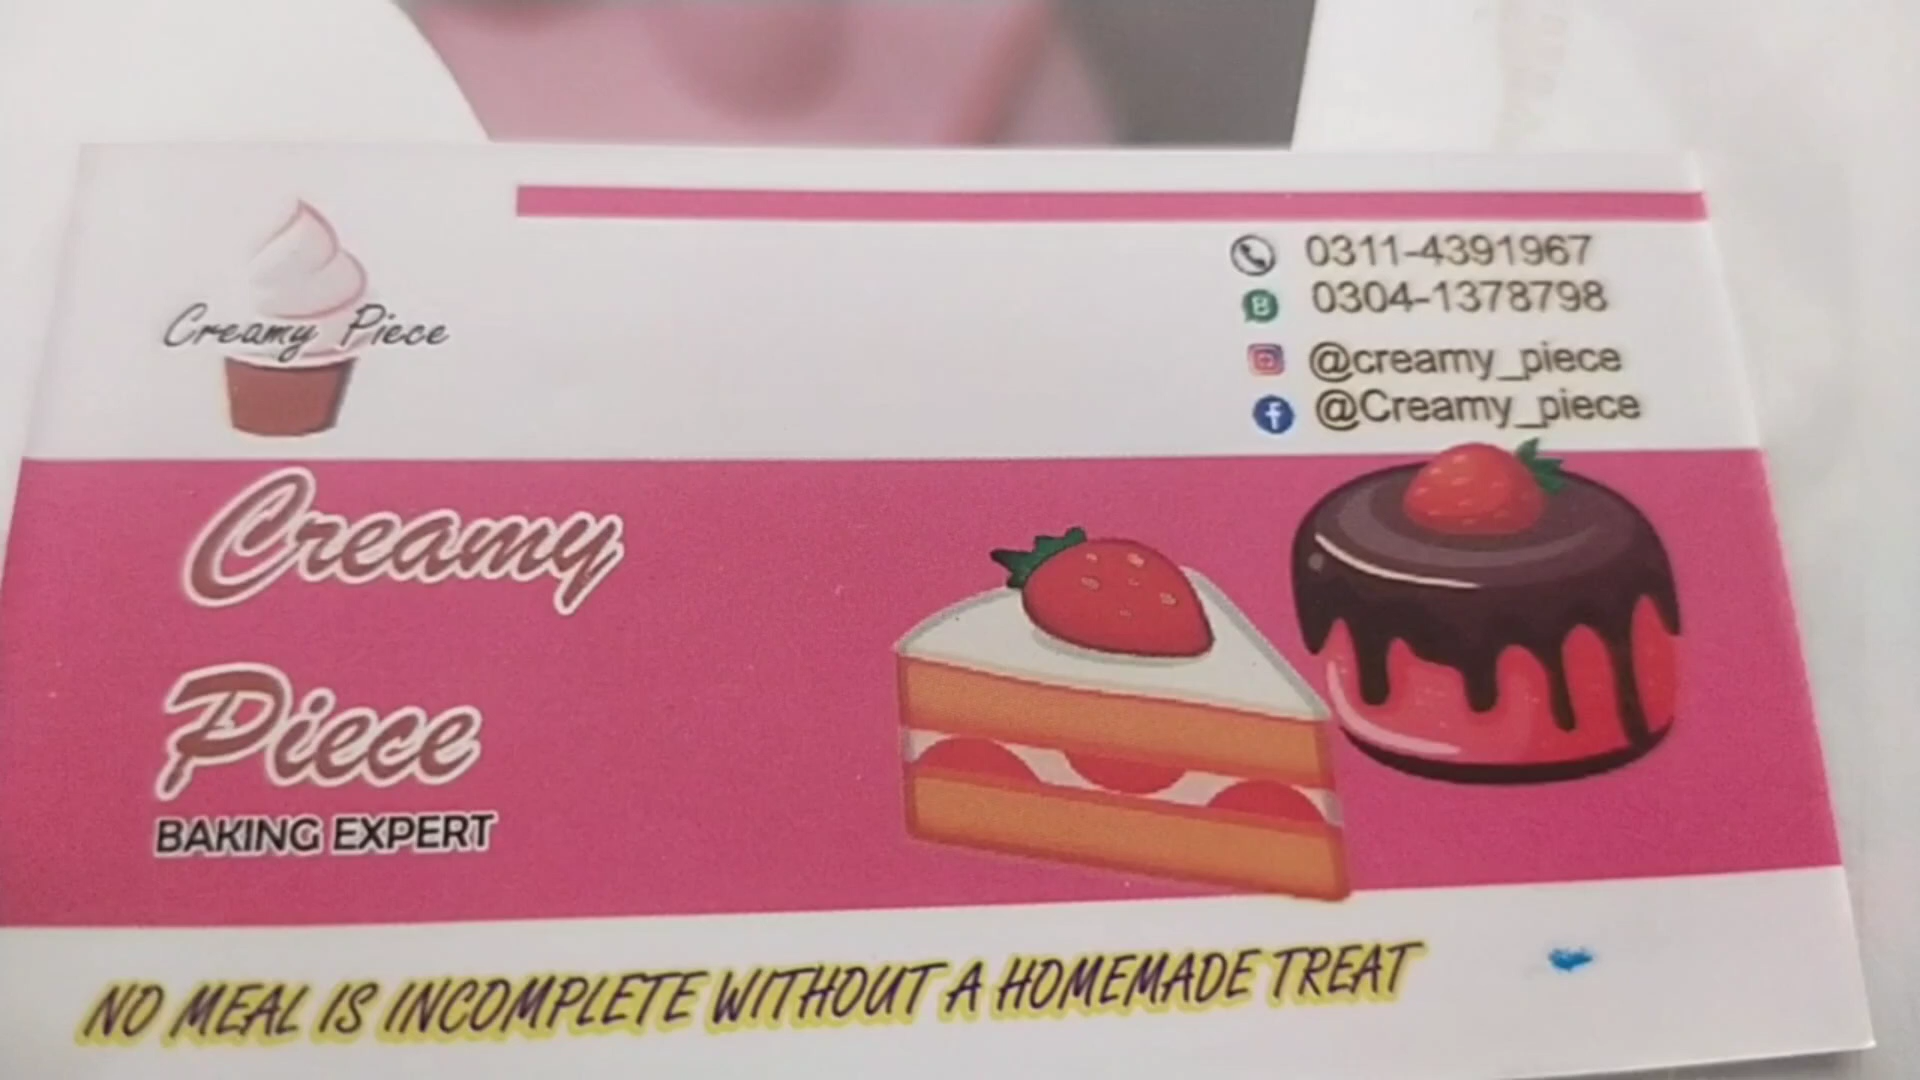 Creamy Piece
0311-4391967
0304-1378798
@creamy_piece
@Creamy_piece
Creamy
Piece
BAKING EXPERT
NO MEAL IS INCOMPLETE WITHOUT A HOMEMADE TREAT